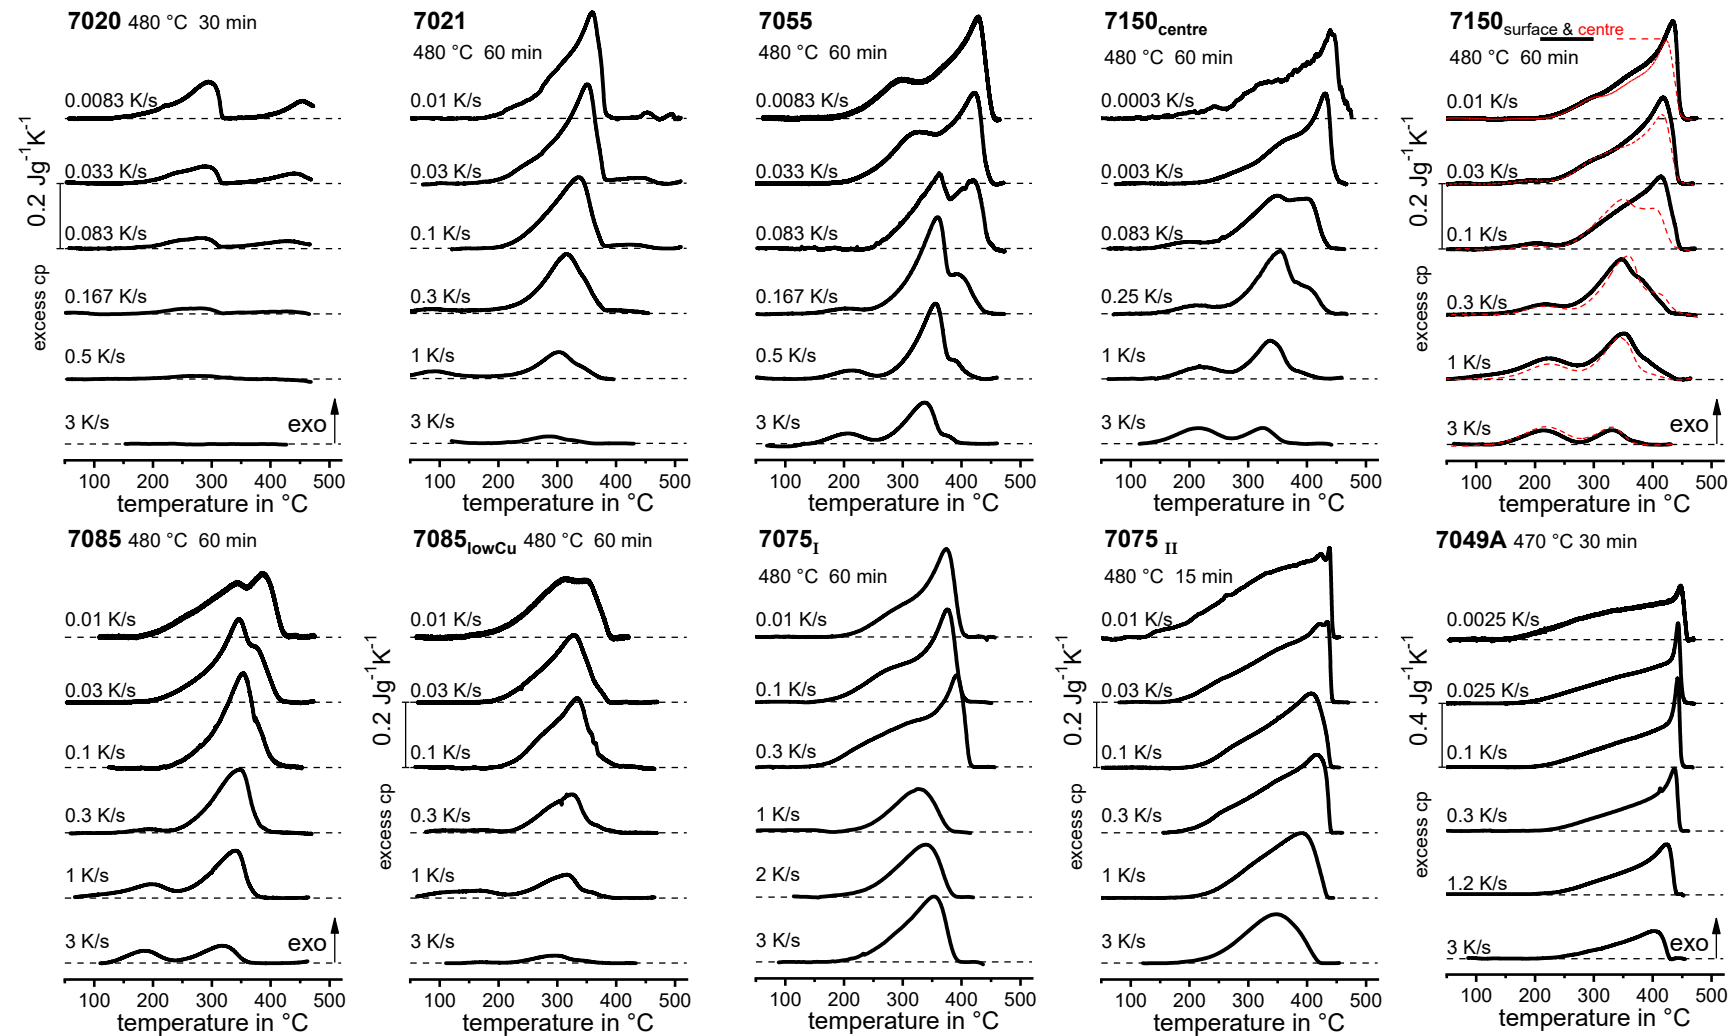 7020 480 °C 30 min
0.0083 K/s
0.033 K/s
0.083 K/s
0.167 K/s
0.5 K/s
3 K/s
exo
0.2 Jg-1K-1
excess cp
100 200 300 400 500
temperature in °C
7021
480 °C 60 min
0.01 K/s
0.03 K/s
0.1 K/s
0.3 K/s
1 K/s
3 K/s
100 200 300 400 500
temperature in °C
7055
480 °C 60 min
0.0083 K/s
0.033 K/s
0.083 K/s
0.167 K/s
0.5 K/s
3 K/s
100 200 300 400 500
temperature in °C
7150centre
480 °C 60 min
0.0003 K/s
0.003 K/s
0.083 K/s
0.25 K/s
1 K/s
3 K/s
100 200 300 400 500
temperature in °C
7150surface & centre
480 °C 60 min
0.01 K/s
0.03 K/s
0.1 K/s
0.3 K/s
1 K/s
3 K/s
exo
0.2 Jg-1K-1
excess cp
100 200 300 400 500
temperature in °C
7085 480 °C 60 min
0.01 K/s
0.03 K/s
0.1 K/s
0.3 K/s
1 K/s
3 K/s
exo
100 200 300 400 500
temperature in °C
7085lowCu 480 °C 60 min
0.01 K/s
0.03 K/s
0.1 K/s
0.3 K/s
1 K/s
3 K/s
0.2 Jg-1K-1
excess cp
100 200 300 400 500
temperature in °C
7075I
480 °C 60 min
0.01 K/s
0.1 K/s
0.3 K/s
1 K/s
2 K/s
3 K/s
100 200 300 400 500
temperature in °C
7075 II
480 °C 15 min
0.01 K/s
0.03 K/s
0.1 K/s
0.3 K/s
1 K/s
3 K/s
0.2 Jg-1K-1
excess cp
100 200 300 400 500
temperature in °C
7049A 470 °C 30 min
0.0025 K/s
0.025 K/s
0.1 K/s
0.3 K/s
1.2 K/s
3 K/s
exo
0.4 Jg-1K-1
excess cp
100 200 300 400 500
temperature in °C